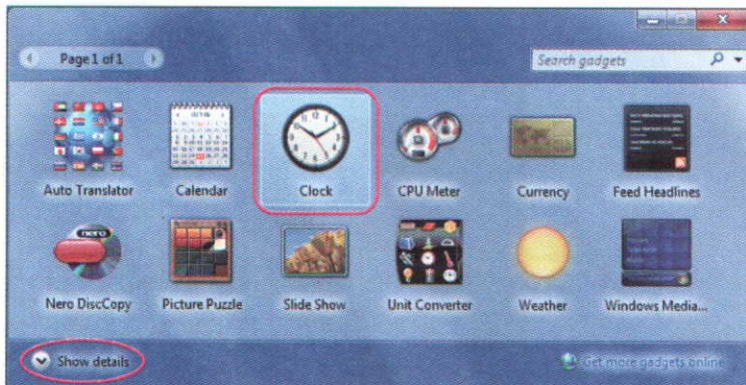 Page 1 of 1
Search gadgets
Auto Translator
Calendar
Clock
CPU Meter
Currency
Feed Headlines
nero
Nero DiscCopy
Picture Puzzle
Slide Show
Unit Converter
Weather
Windows Media...
Show details
Get more gadgets online